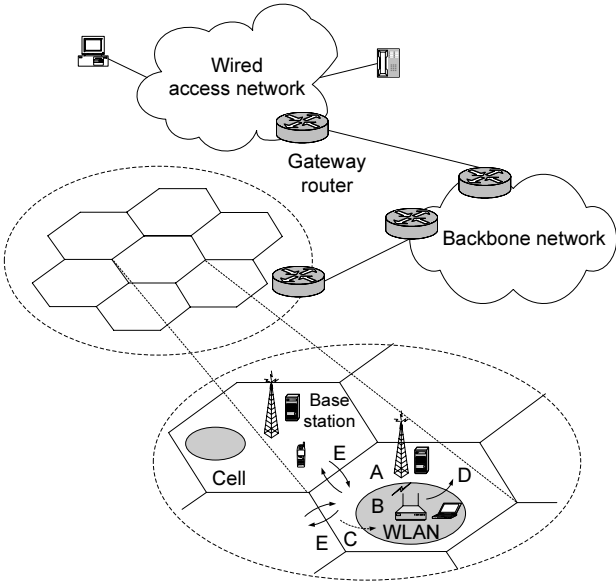 Wired
access network
Gateway
router
Backbone network
Base
station
E
A
D
Cell
B
E
C
WLAN